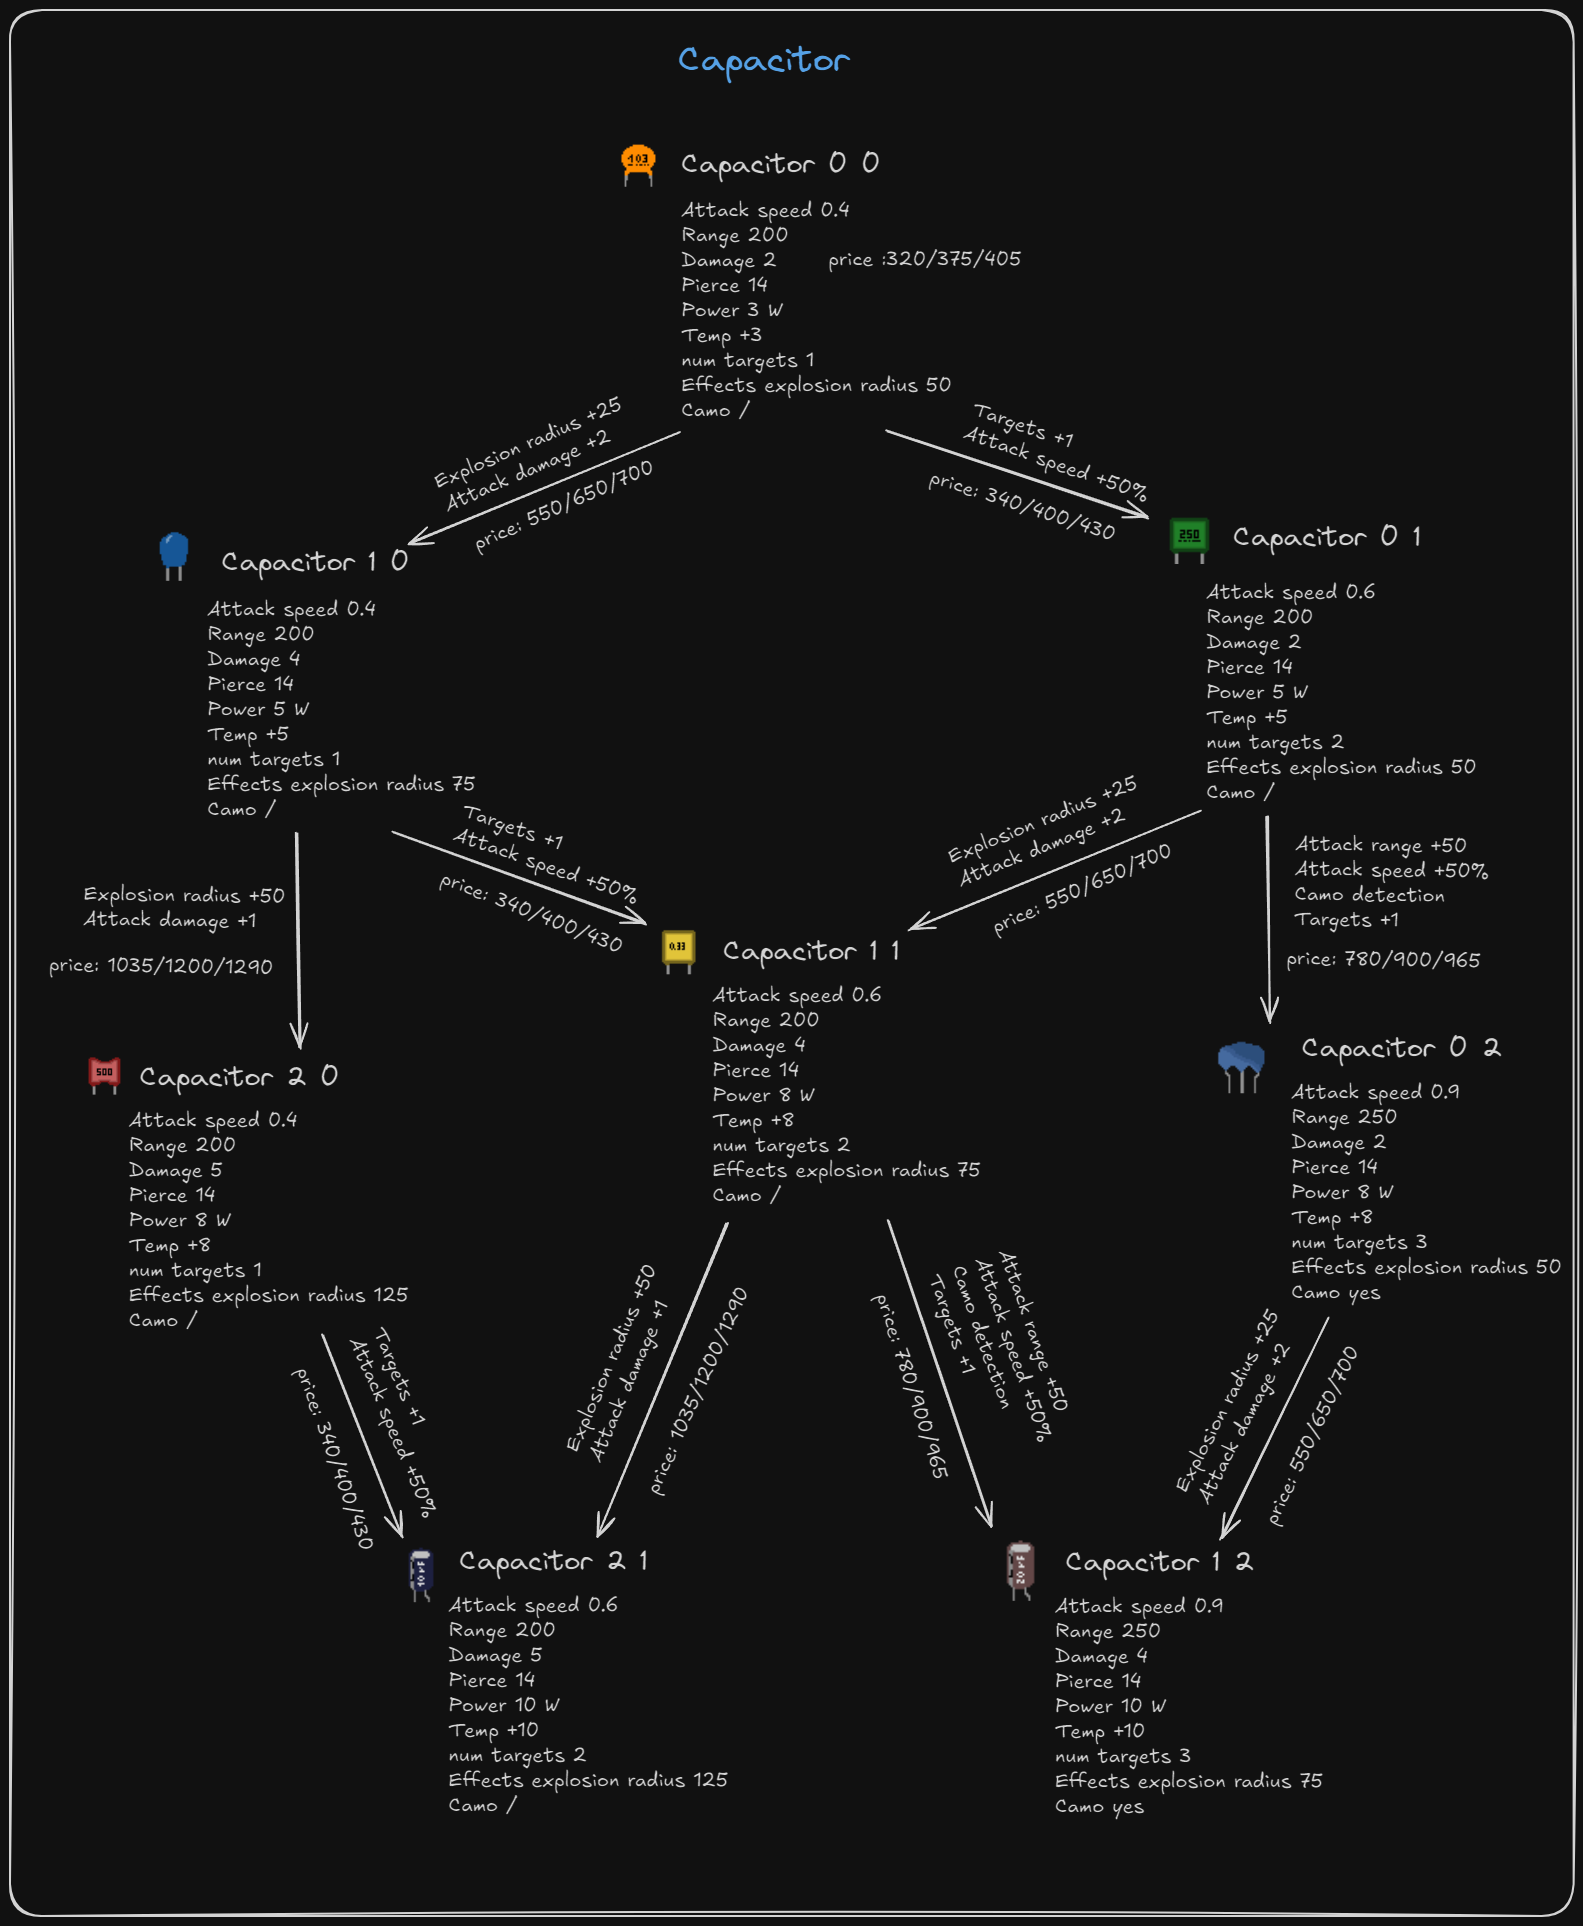 Capacitor
103
Capacitor 0 0
Attack speed 0.4
Range 200
Damage 2
price :320/375/405
Pierce 14
Power 3 W
Temp +3
num targets 1
Effects explosion radius 50
Camo /
Explosion radius +25
Attack damage +2
price: 550/650/700
Targets +1
Attack speed +50%
price: 340/400/430
Capacitor 1 0
Attack speed 0.4
Range 200
Damage 4
Pierce 14
Power 5 W
Temp +5
num targets 1
Effects explosion radius 75
Camo /
250
Capacitor 0 1
Attack speed 0.6
Range 200
Damage 2
Pierce 14
Power 5 W
Temp +5
num targets 2
Effects explosion radius 50
Camo /
Explosion radius +50
Attack damage +1
price: 1035/1200/1290
Targets +1
Attack speed +50%
price: 340/400/430
Explosion radius +25
Attack damage +2
price: 550/650/700
Attack range +50
Attack speed +50%
Camo detection
Targets +1
price: 780/900/965
500
Capacitor 2 0
Attack speed 0.4
Range 200
Damage 5
Pierce 14
Power 8 W
Temp +8
num targets 1
Effects explosion radius 125
Camo /
0.33
Capacitor 1 1
Attack speed 0.6
Range 200
Damage 4
Pierce 14
Power 8 W
Temp +8
num targets 2
Effects explosion radius 75
Camo /
Capacitor 0 2
Attack speed 0.9
Range 250
Damage 2
Pierce 14
Power 8 W
Temp +8
num targets 3
Effects explosion radius 50
Camo yes
Targets +1
Attack speed +50%
price: 340/400/430
Explosion radius +50
Attack damage +1
price: 1035/1200/1290
Attack range +50
Attack speed +50%
Camo detection
Targets +1
price: 780/900/965
Explosion radius +25
Attack damage +2
price: 550/650/700
Capacitor 2 1
Attack speed 0.6
Range 200
Damage 5
Pierce 14
Power 10 W
Temp +10
num targets 2
Effects explosion radius 125
Camo /
Capacitor 1 2
Attack speed 0.9
Range 250
Damage 4
Pierce 14
Power 10 W
Temp +10
num targets 3
Effects explosion radius 75
Camo yes